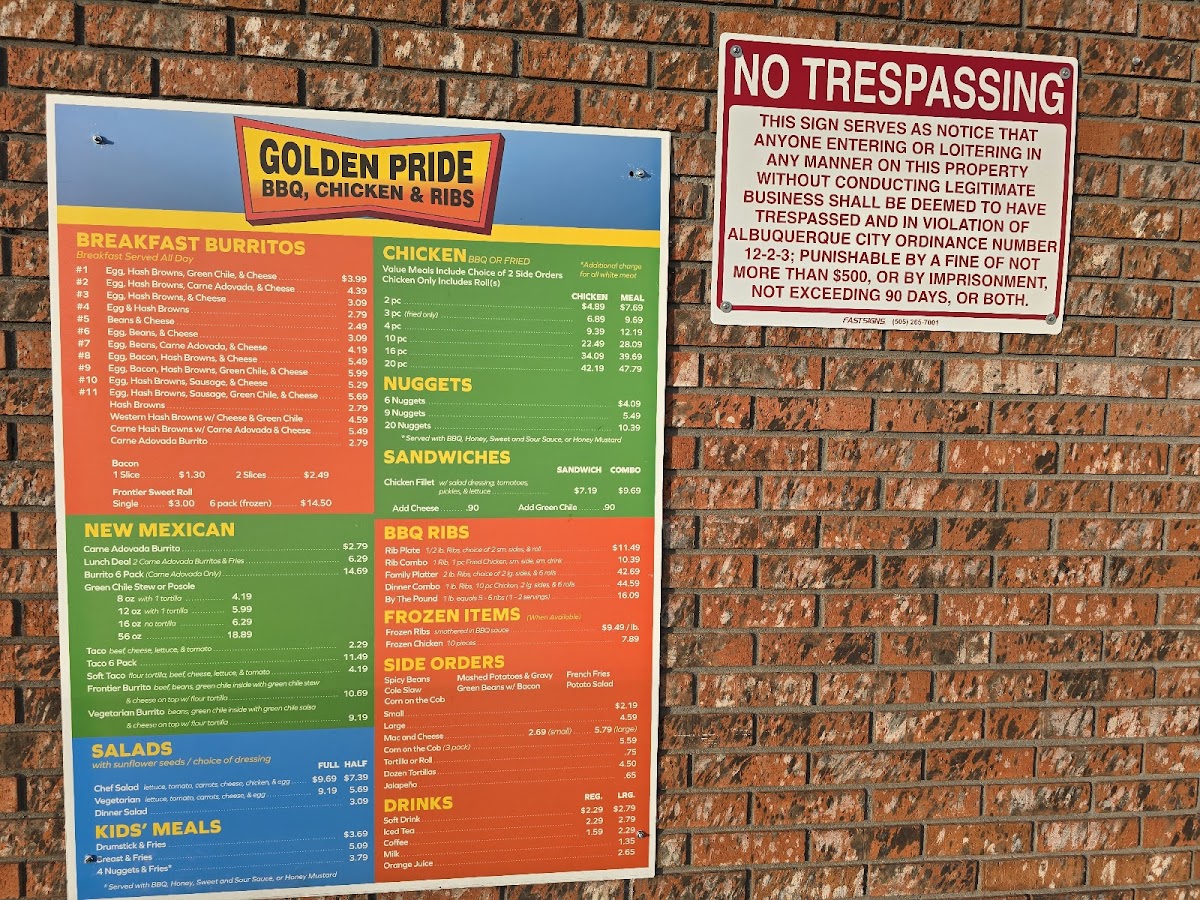 GOLDEN PRIDE
BBQ, CHICKEN & RIBS
BREAKFAST BURRITOS
Breakfast Served All Day
#1 Egg, Hash Browns, Green Chile, & Cheese $3.99
#2 Egg, Hash Browns, Carne Adovada, & Cheese 4.39
#3 Egg, Hash Browns, & Cheese 3.09
#4 Egg & Hash Browns 2.79
#5 Beans & Cheese 2.49
#6 Egg, Beans, & Cheese 3.09
#7 Egg, Beans, Carne Adovada, & Cheese 4.19
#8 Egg, Bacon, Hash Browns, & Cheese 5.49
#9 Egg, Bacon, Hash Browns, Green Chile, & Cheese 5.99
#10 Egg, Hash Browns, Sausage, & Cheese 5.29
#11 Egg, Hash Browns, Sausage, Green Chile, & Cheese 5.69
Hash Browns 2.79
Western Hash Browns w/ Cheese & Green Chile 4.59
Carne Hash Browns w/ Carne Adovada & Cheese 5.49
Carne Adovada Burrito 2.79
Bacon
1 Slice $1.30 2 Slices $2.49
Frontier Sweet Roll
Single $3.00 6 pack (frozen) $14.50
NEW MEXICAN
Carne Adovada Burrito $2.79
Lunch Deal 2 Carne Adovada Burritos & Fries 6.29
Burrito 6 Pack (Carne Adovada Only) 14.69
Green Chile Stew or Posole
8 oz with 1 tortilla 4.19
12 oz with 1 tortilla 5.99
16 oz no tortilla 6.29
56 oz 18.89
Taco beef, cheese, lettuce, & tomato 2.29
Taco 6 Pack 11.49
Soft Taco flour tortilla, beef, cheese, lettuce, & tomato 4.19
Frontier Burrito beef, beans, green chile inside with green chile stew
& cheese on top w/ flour tortilla 10.69
Vegetarian Burrito beans, green chile inside with green chile salsa
& cheese on top w/ flour tortilla 9.19
SALADS
with sunflower seeds / choice of dressing
FULL HALF
Chef Salad lettuce, tomato, carrots, cheese, chicken, & egg $9.69 $7.39
Vegetarian lettuce, tomato, carrots, cheese, & egg 9.19 5.69
Dinner Salad 3.09
KIDS' MEALS
Drumstick & Fries $3.69
Breast & Fries 5.09
4 Nuggets & Fries* 3.79
* Served with BBQ, Honey, Sweet and Sour Sauce, or Honey Mustard
CHICKEN BBQ OR FRIED
Value Meals Include Choice of 2 Side Orders
Chicken Only Includes Roll(s)
*Additional charge
for all white meat
CHICKEN MEAL
2 pc $4.89 $7.69
3 pc (fried only) 6.89 9.69
4 pc 9.39 12.19
10 pc 22.49 28.09
16 pc 34.09 39.69
20 pc 42.19 47.79
NUGGETS
6 Nuggets $4.09
9 Nuggets 5.49
20 Nuggets 10.39
* Served with BBQ, Honey, Sweet and Sour Sauce, or Honey Mustard
SANDWICHES
SANDWICH COMBO
Chicken Fillet w/ salad dressing, tomatoes,
pickles, & lettuce $7.19 $9.69
Add Cheese .90 Add Green Chile .90
BBQ RIBS
Rib Plate 1/2 lb. Ribs, choice of 2 sm. sides, & roll $11.49
Rib Combo 1 Rib, 1 pc Fried Chicken, sm. side, sm. drink 10.39
Family Platter 2 lb. Ribs, choice of 2 lg. sides, & 6 rolls 42.69
Dinner Combo 1 lb. Ribs, 10 pc Chicken, 2 lg. sides, & 6 rolls 44.59
By The Pound 1 lb. equals 5 - 6 ribs (1 - 2 servings) 16.09
FROZEN ITEMS (When Available)
Frozen Ribs smothered in BBQ sauce $9.49 / lb.
Frozen Chicken 10 pieces 7.89
SIDE ORDERS
Spicy Beans Mashed Potatoes & Gravy French Fries
Cole Slaw Green Beans w/ Bacon Potato Salad
Corn on the Cob
Small $2.19
Large 4.59
Mac and Cheese 2.69 (small) 5.79 (large)
Corn on the Cob (3 pack) 5.59
Tortilla or Roll .75
Dozen Tortillas 4.50
Jalapeño .65
DRINKS
REG. LRG.
Soft Drink $2.29 $2.79
Iced Tea 2.29 2.79
Coffee 1.59 2.29
Milk 1.35
Orange Juice 2.65
NO TRESPASSING
THIS SIGN SERVES AS NOTICE THAT
ANYONE ENTERING OR LOITERING IN
ANY MANNER ON THIS PROPERTY
WITHOUT CONDUCTING LEGITIMATE
BUSINESS SHALL BE DEEMED TO HAVE
TRESPASSED AND IN VIOLATION OF
ALBUQUERQUE CITY ORDINANCE NUMBER
12-2-3; PUNISHABLE BY A FINE OF NOT
MORE THAN $500, OR BY IMPRISONMENT,
NOT EXCEEDING 90 DAYS, OR BOTH.
FASTSIGNS (505) 265-7001